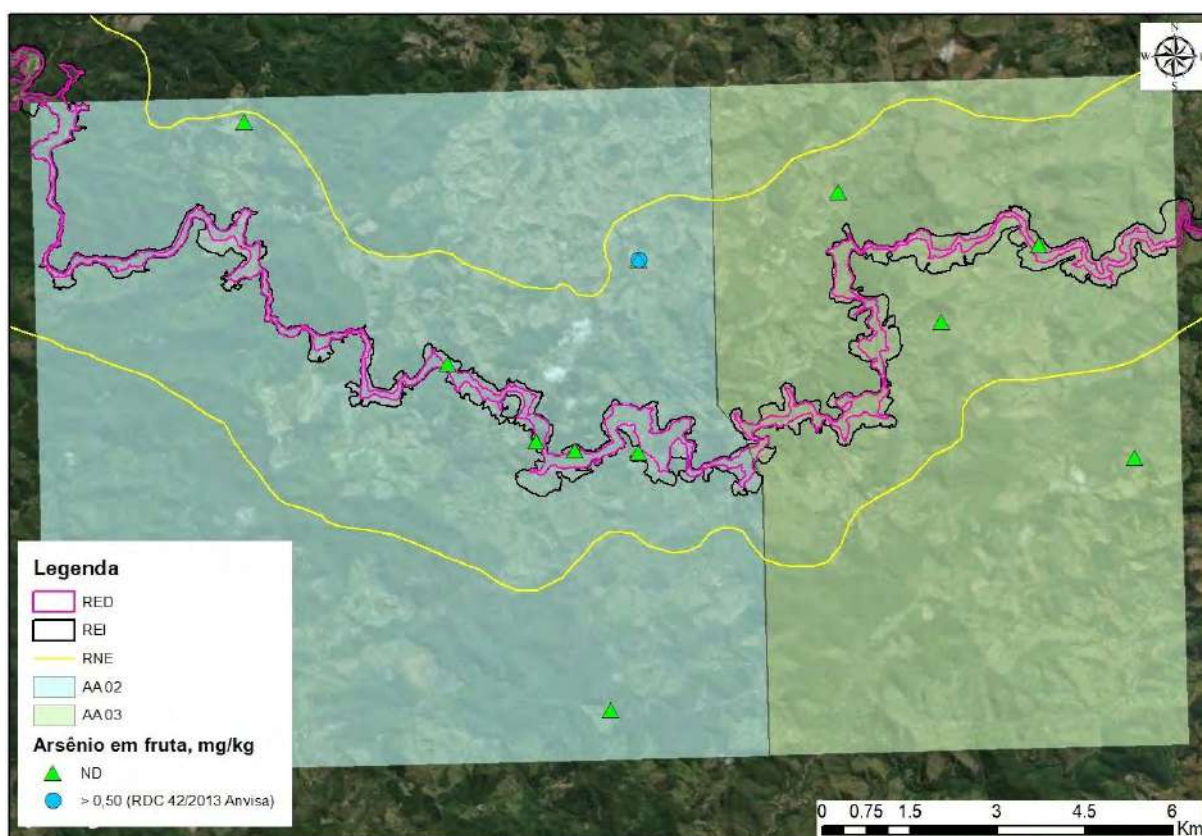 N
W
S
Legenda
RED
REI
RNE
AA 02
AA 03
Arsênio em fruta, mg/kg
ND
> 0,50 (RDC 42/2013 Anvisa)
0 0.75 1.5 3 4.5 6
Km